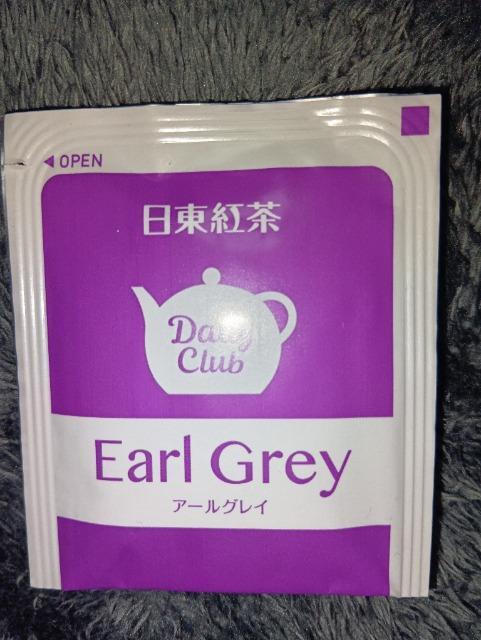 ◀ OPEN
日東紅茶
Daily
Club
Earl Grey
アールグレイ